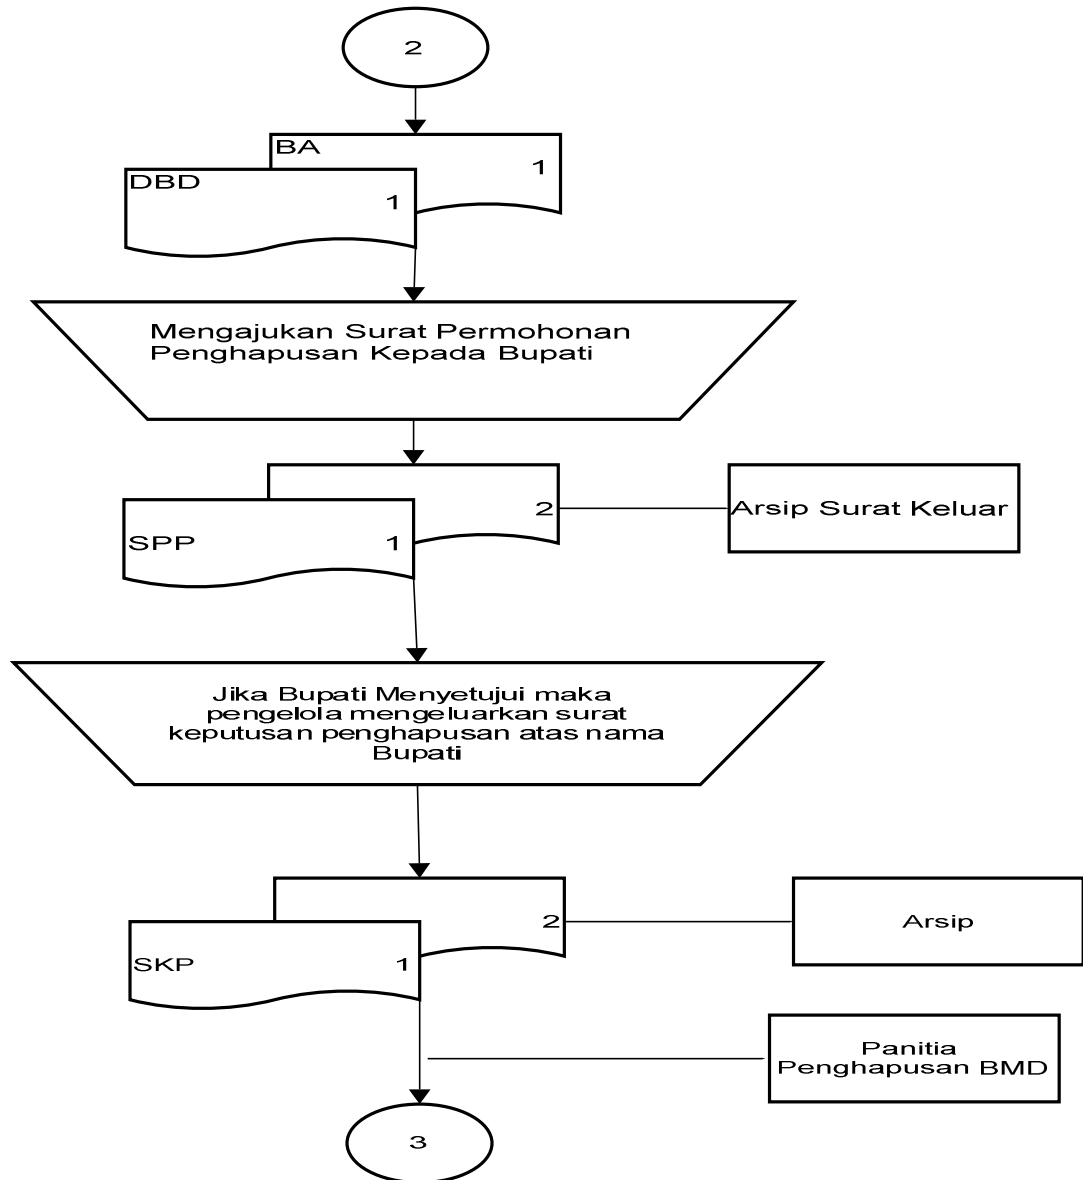 2
BA
1
DBD
1
Mengajukan Surat Permohonan
Penghapusan Kepada Bupati
2
Arsip Surat Keluar
SPP
1
Jika Bupati Menyetujui maka
pengelola mengeluarkan surat
keputusan penghapusan atas nama
Bupati
2
Arsip
SKP
1
Panitia
Penghapusan BMD
3